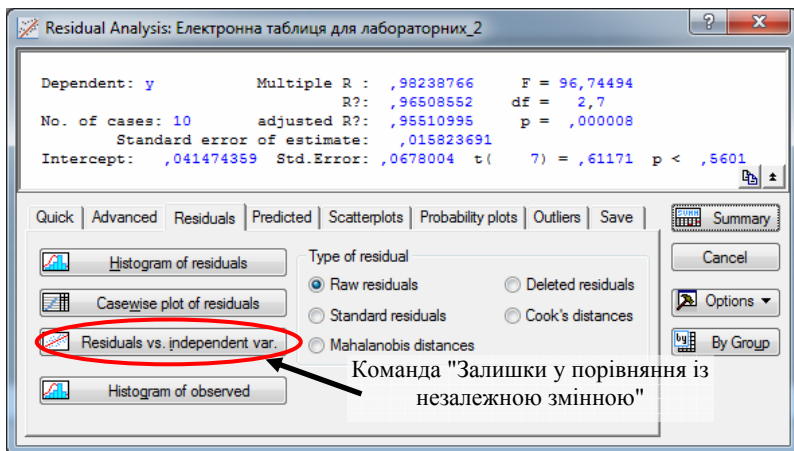 Residual Analysis: Електронна таблиця для лабораторних_2
Dependent: y Multiple R : ,98238766 F = 96,74494
R?: ,96508552 df = 2,7
No. of cases: 10 adjusted R?: ,95510995 p = ,000008
Standard error of estimate: ,015823691
Intercept: ,041474359 Std.Error: ,0678004 t( 7) = ,61171 p < ,5601
Quick | Advanced | Residuals | Predicted | Scatterplots | Probability plots | Outliers | Save
Summary
Cancel
Options
By Group
Histogram of residuals
Casewise plot of residuals
Residuals vs. independent var.
Histogram of observed
Type of residual
Raw residuals
Deleted residuals
Standard residuals
Cook's distances
Mahalanobis distances
Команда "Залишки у порівняння із
незалежною змінною"